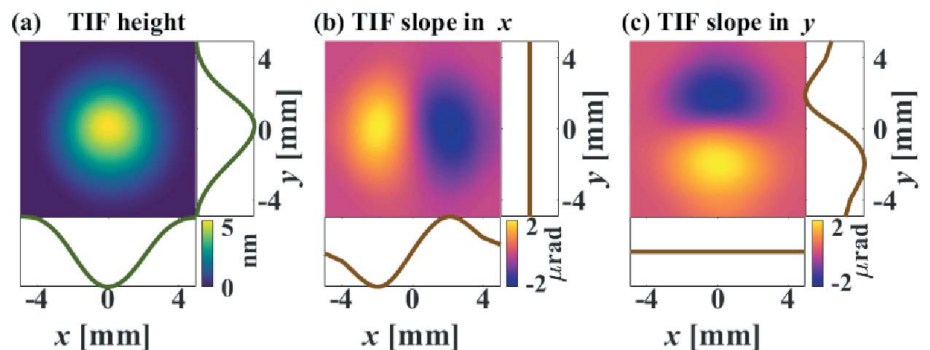 (a) TIF height
(b) TIF slope in x
(c) TIF slope in y
4
0
-4
y [mm]
4
0
-4
y [mm]
4
0
-4
y [mm]
5
0
nm
2
-2
μrad
2
-2
μrad
-4 0 4
-4 0 4
-4 0 4
x [mm]
x [mm]
x [mm]